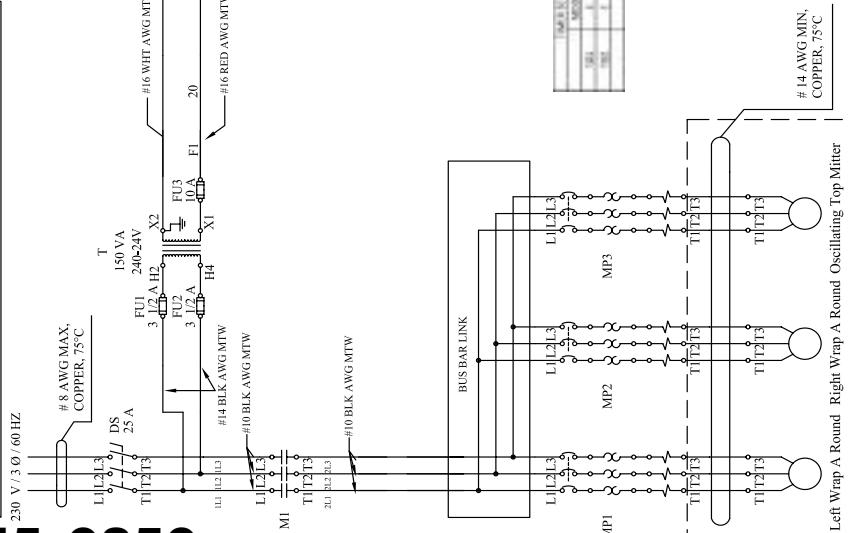 230 V / 3 Ø / 60 HZ
# 8 AWG MAX,
COPPER, 75°C
DS
25 A
L1 L2 L3
T1 T2 T3
1L1 1L2 1L3
#14 BLK AWG MTW
#10 BLK AWG MTW
M1
L1 L2 L3
T1 T2 T3
2L1 2L2 2L3
#10 BLK AWG MTW
T
150 VA
240-24V
FU1
3 1/2 A
FU2
3 1/2 A
H2
H4
X2
X1
FU3
10 A
F1
20
#16 WHT AWG MT
#16 RED AWG MTW
BUS BAR LINK
L1 L2 L3
MP1
T1 T2 T3
T1 T2 T3
Left Wrap A Round
L1 L2 L3
MP2
T1 T2 T3
T1 T2 T3
Right Wrap A Round
L1 L2 L3
MP3
T1 T2 T3
T1 T2 T3
Oscillating Top Mitter
# 14 AWG MIN,
COPPER, 75°C